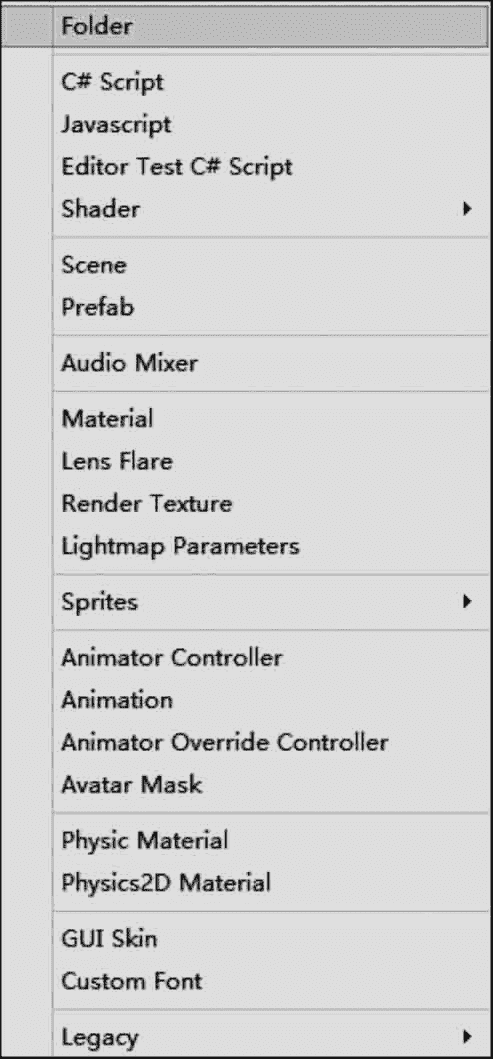 Folder
C# Script
Javascript
Editor Test C# Script
Shader
Scene
Prefab
Audio Mixer
Material
Lens Flare
Render Texture
Lightmap Parameters
Sprites
Animator Controller
Animation
Animator Override Controller
Avatar Mask
Physic Material
Physics2D Material
GUI Skin
Custom Font
Legacy